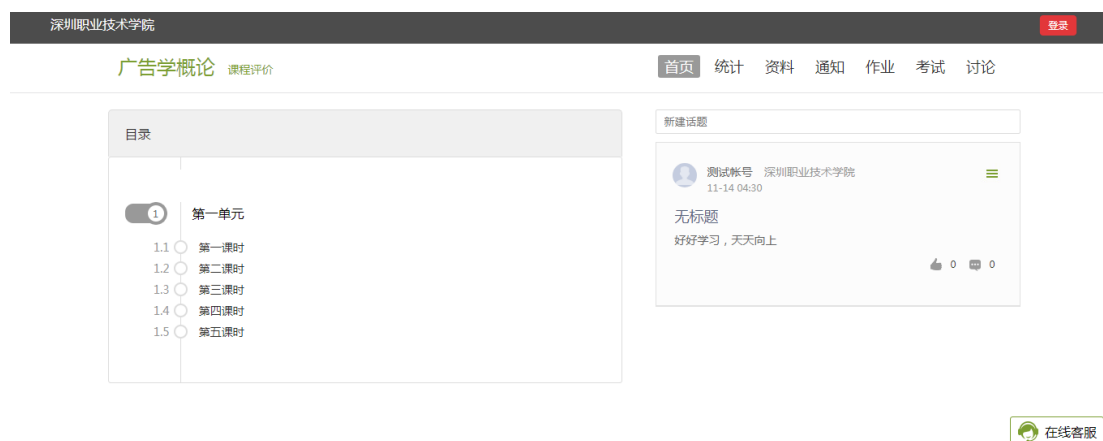 深圳职业技术学院 登录
广告学概论 课程评价 首页 统计 资料 通知 作业 考试 讨论
目录
1 第一单元
1.1 第一课时
1.2 第二课时
1.3 第三课时
1.4 第四课时
1.5 第五课时
新建话题
测试帐号 深圳职业技术学院
11-14 04:30
无标题
好好学习，天天向上
0 0
在线客服